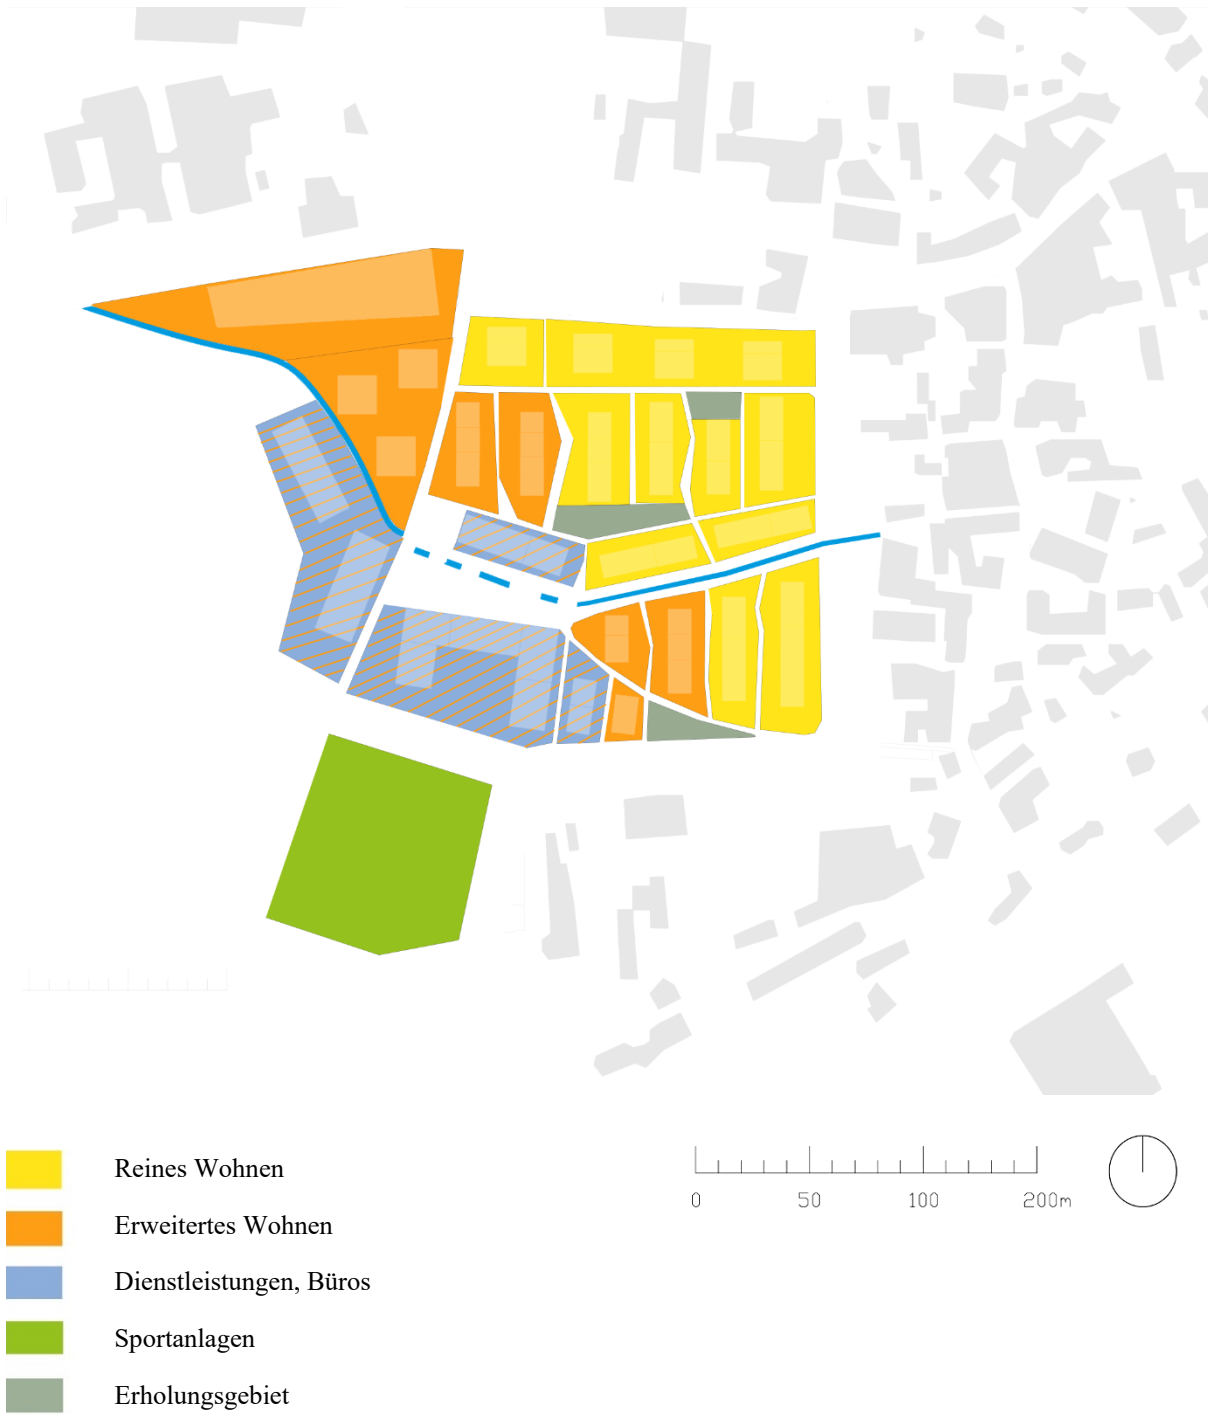 Reines Wohnen
Erweitertes Wohnen
Dienstleistungen, Büros
Sportanlagen
Erholungsgebiet
0 50 100 200m